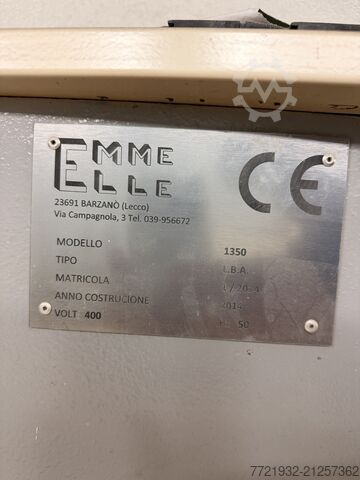 EMME
ELLE
CE
23691 BARZANÒ (Lecco)
Via Campagnola, 3 Tel. 039-956672
MODELLO 1350
TIPO L.B.A.
MATRICOLA
ANNO COSTRUCIONE 2014
VOLT: 400 50
7721932-21257362